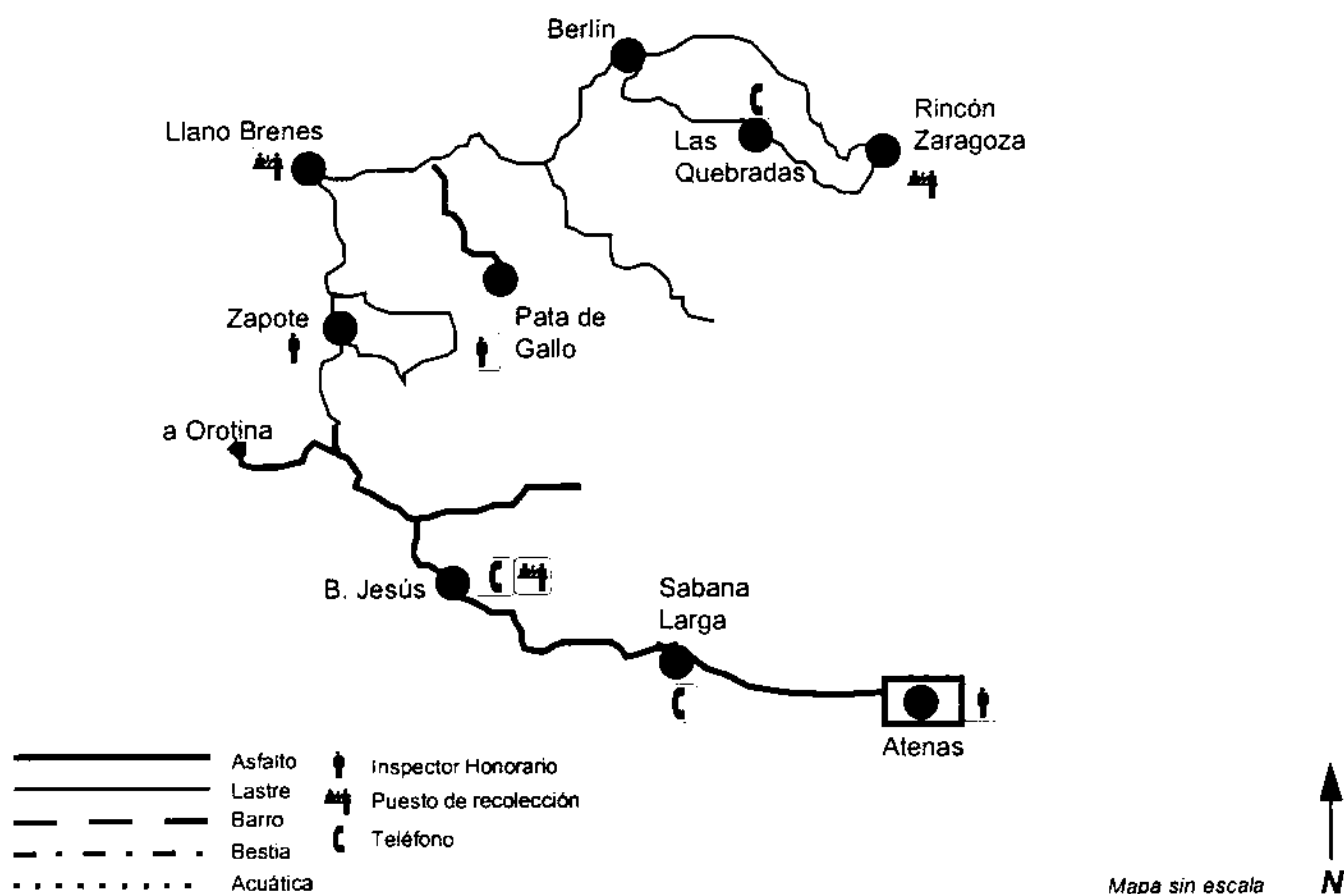 Berlín
Llano Brenes
Las
Quebradas
Rincón
Zaragoza
Zapote
Pata de
Gallo
a Orotina
B. Jesús
Sabana
Larga
Atenas
Asfalto
Lastre
Barro
Bestia
Acuática
Inspector Honorario
Puesto de recolección
Teléfono
Mapa sin escala
N